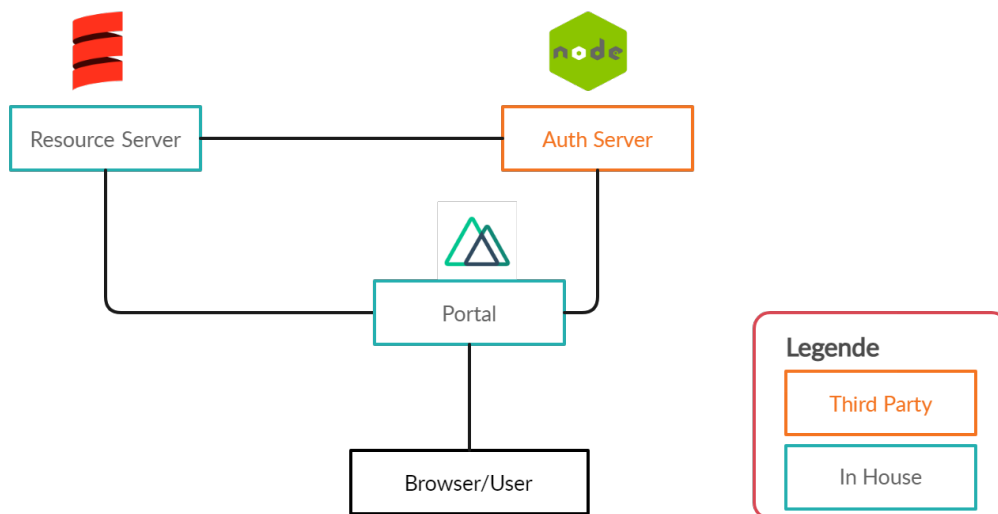 node
Resource Server
Auth Server
Portal
Legende
Third Party
In House
Browser/User